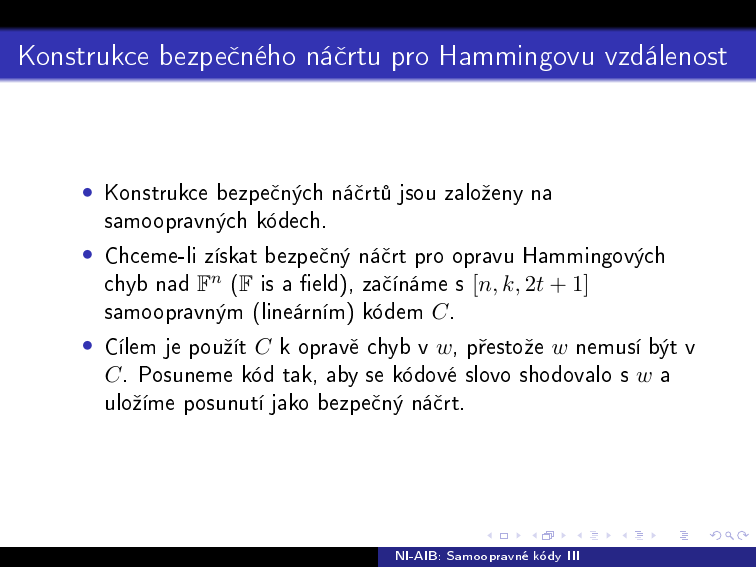 Konstrukce bezpečného náčrtu pro Hammingovu vzdálenost
• Konstrukce bezpečných náčrtů jsou založeny na
samoopravných kódech.
• Chceme-li získat bezpečný náčrt pro opravu Hammingových
chyb nad 𝔽ⁿ (𝔽 is a field), začínáme s [n, k, 2t + 1]
samoopravným (lineárním) kódem C.
• Cílem je použít C k opravě chyb v w, přestože w nemusí být v
C. Posuneme kód tak, aby se kódové slovo shodovalo s w a
uložíme posunutí jako bezpečný náčrt.
NI-AIB: Samoopravné kódy III